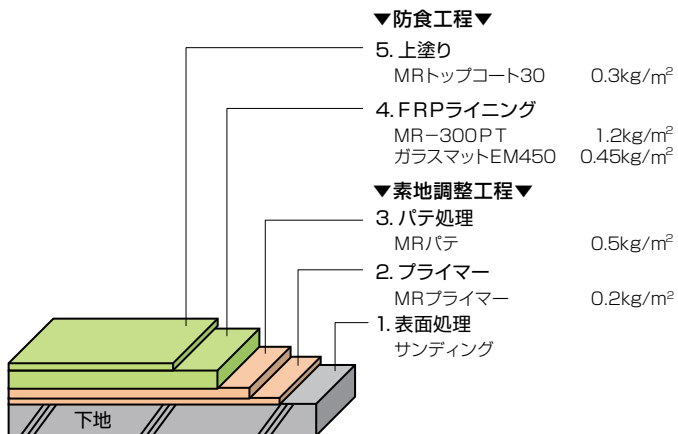 ▼防食工程▼
5. 上塗り
MRトップコート30 0.3kg/m²
4. FRPライニング
MR−300PT 1.2kg/m²
ガラスマットEM450 0.45kg/m²
▼素地調整工程▼
3. パテ処理
MRパテ 0.5kg/m²
2. プライマー
MRプライマー 0.2kg/m²
1. 表面処理
サンディング
下地